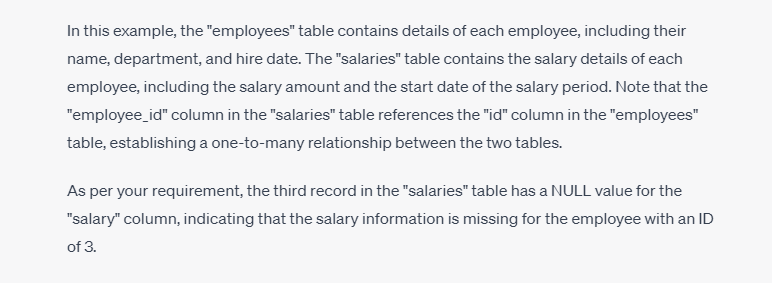 In this example, the "employees" table contains details of each employee, including their
name, department, and hire date. The "salaries" table contains the salary details of each
employee, including the salary amount and the start date of the salary period. Note that the
"employee_id" column in the "salaries" table references the "id" column in the "employees"
table, establishing a one-to-many relationship between the two tables.
As per your requirement, the third record in the "salaries" table has a NULL value for the
"salary" column, indicating that the salary information is missing for the employee with an ID
of 3.